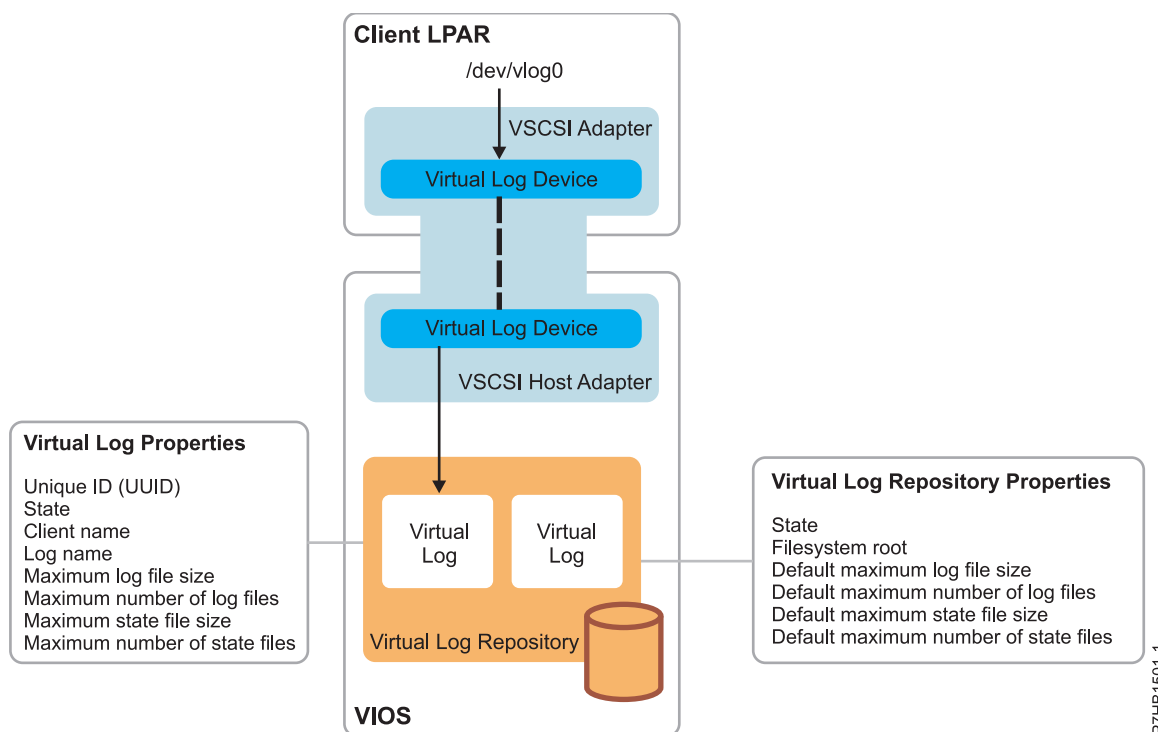 Client LPAR
/dev/vlog0
VSCSI Adapter
Virtual Log Device
Virtual Log Device
VSCSI Host Adapter
Virtual Log Properties
Unique ID (UUID)
State
Client name
Log name
Maximum log file size
Maximum number of log files
Maximum state file size
Maximum number of state files
Virtual
Log
Virtual
Log
Virtual Log Repository
VIOS
Virtual Log Repository Properties
State
Filesystem root
Default maximum log file size
Default maximum number of log files
Default maximum state file size
Default maximum number of state files